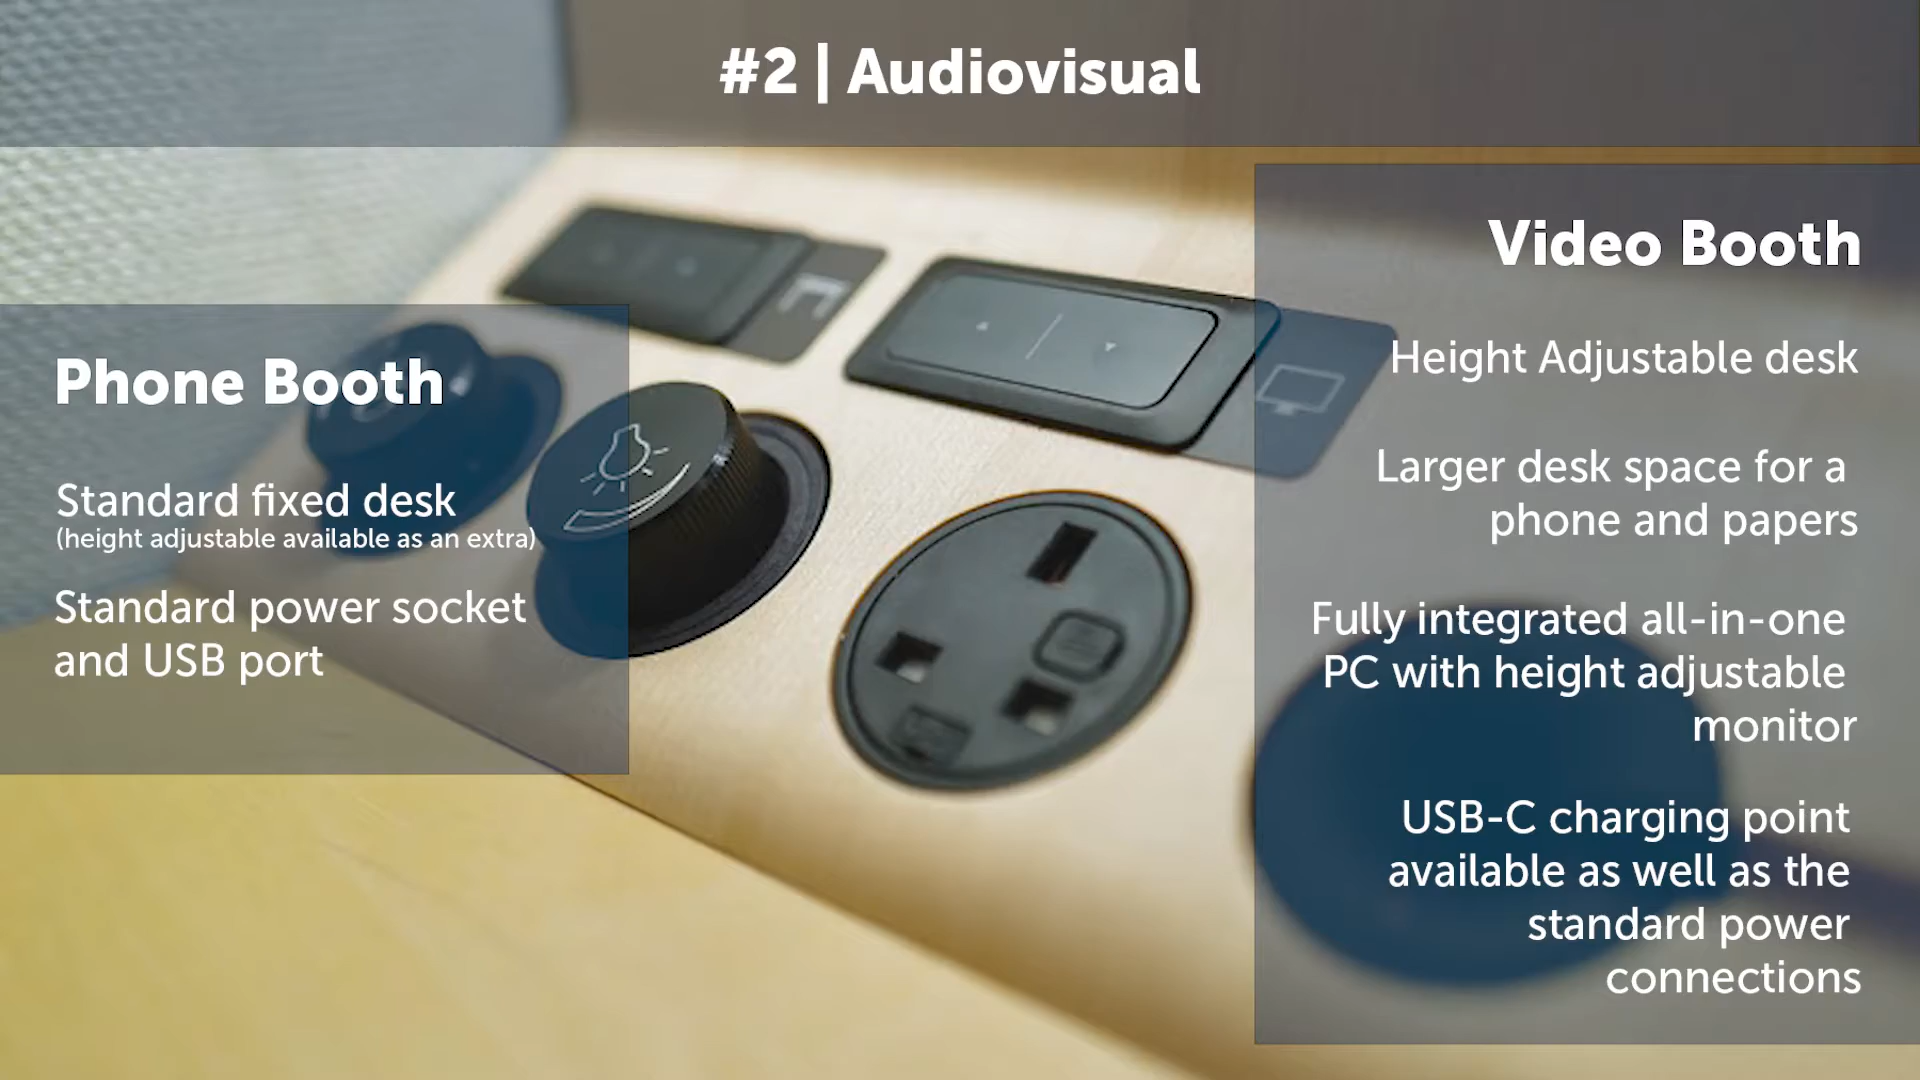 #2 | Audiovisual
Phone Booth
Standard fixed desk
(height adjustable available as an extra)
Standard power socket
and USB port
Video Booth
Height Adjustable desk
Larger desk space for a
phone and papers
Fully integrated all-in-one
PC with height adjustable
monitor
USB-C charging point
available as well as the
standard power
connections